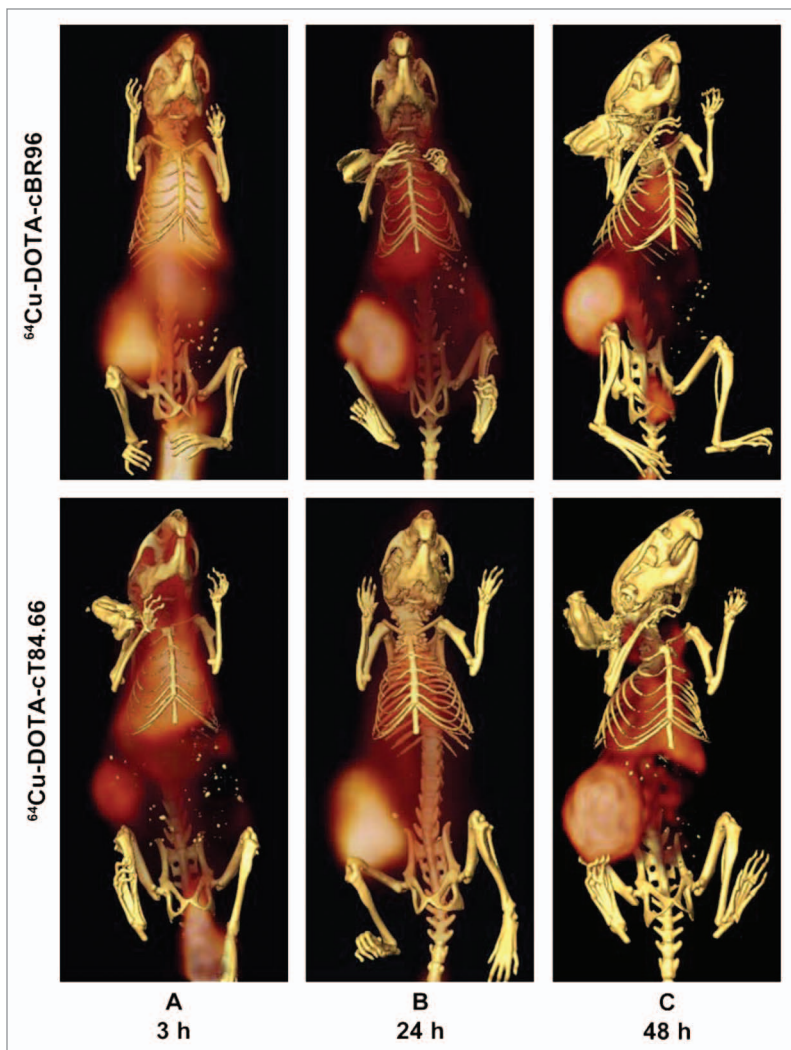 ⁶⁴Cu-DOTA-cBR96
⁶⁴Cu-DOTA-cT84.66
A
B
C
3 h
24 h
48 h